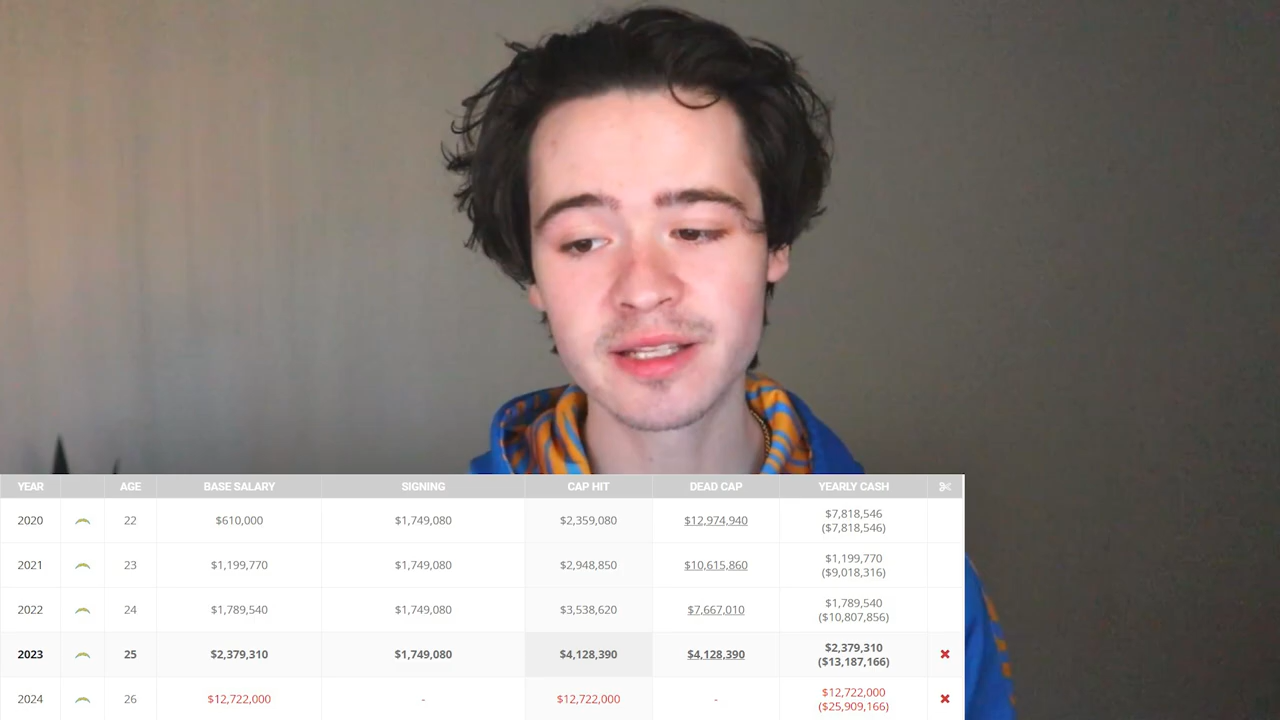 YEAR AGE BASE SALARY SIGNING CAP HIT DEAD CAP YEARLY CASH
2020 22 $610,000 $1,749,080 $2,359,080 $12,974,940 $7,818,546
($7,818,546)
2021 23 $1,199,770 $1,749,080 $2,948,850 $10,615,860 $1,199,770
($9,018,316)
2022 24 $1,789,540 $1,749,080 $3,538,620 $7,667,010 $1,789,540
($10,807,856)
2023 25 $2,379,310 $1,749,080 $4,128,390 $4,128,390 $2,379,310
($13,187,166)
2024 26 $12,722,000 - $12,722,000 - $12,722,000
($25,909,166)